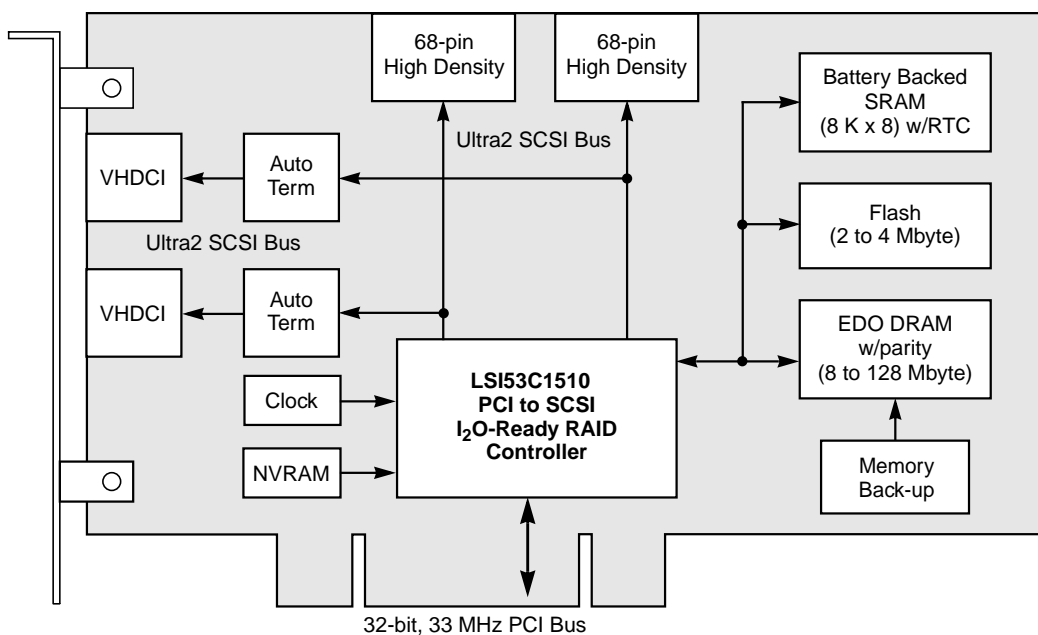 68-pin
High Density
68-pin
High Density
Battery Backed
SRAM
(8 K x 8) w/RTC
Ultra2 SCSI Bus
VHDCI
Auto
Term
Flash
(2 to 4 Mbyte)
Ultra2 SCSI Bus
VHDCI
Auto
Term
EDO DRAM
w/parity
(8 to 128 Mbyte)
LSI53C1510
PCI to SCSI
I₂O-Ready RAID
Controller
Clock
NVRAM
Memory
Back-up
32-bit, 33 MHz PCI Bus